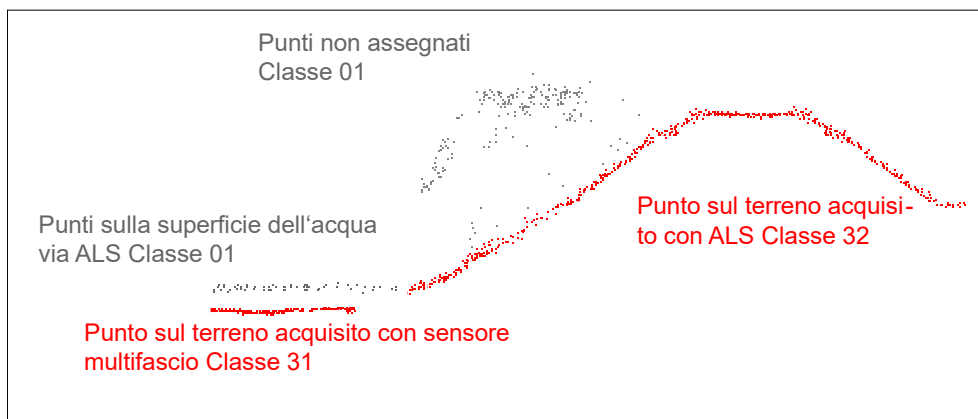 Punti non assegnati
Classe 01
Punto sul terreno acquisi-
to con ALS Classe 32
Punti sulla superficie dell‘acqua
via ALS Classe 01
Punto sul terreno acquisito con sensore
multifascio Classe 31